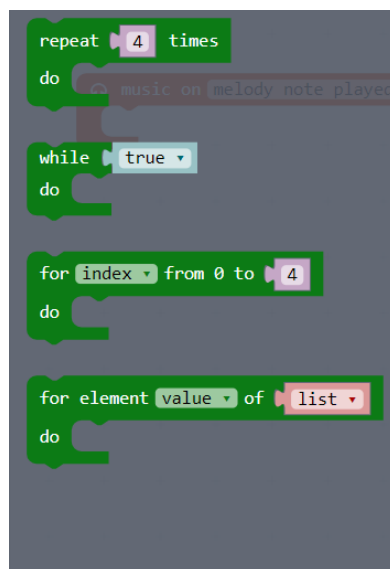 repeat 4 times
do
music on melody note played
while true
do
for index from 0 to 4
do
for element value of list
do